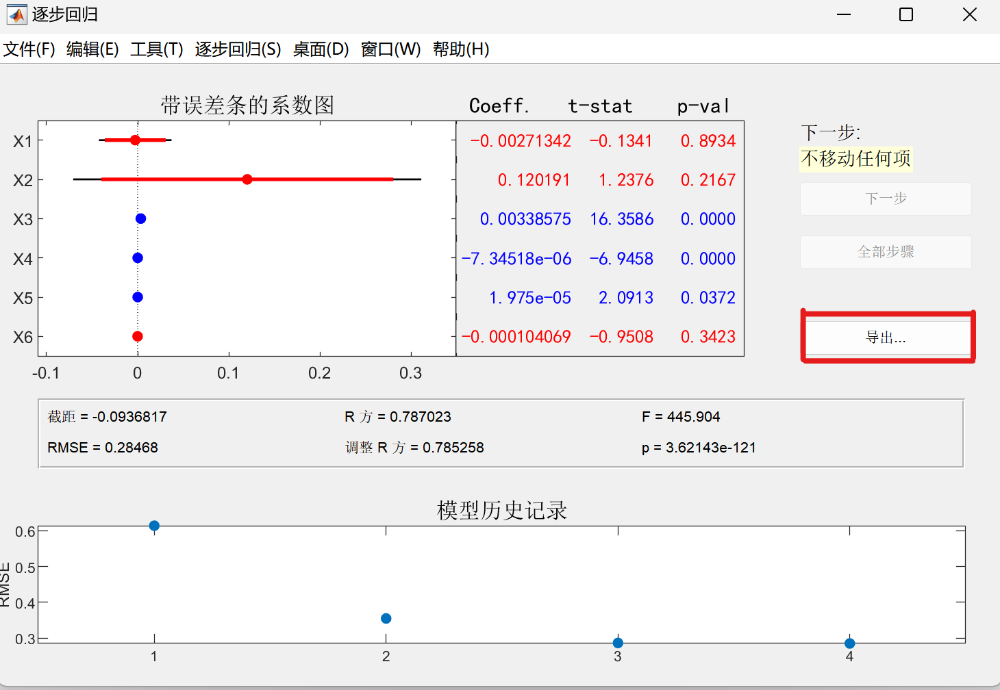 逐步回归
文件(F) 编辑(E) 工具(T) 逐步回归(S) 桌面(D) 窗口(W) 帮助(H)
带误差条的系数图
Coeff. t-stat p-val
X1 -0.00271342 -0.1341 0.8934
X2 0.120191 1.2376 0.2167
X3 0.00338575 16.3586 0.0000
X4 -7.34518e-06 -6.9458 0.0000
X5 1.975e-05 2.0913 0.0372
X6 -0.000104069 -0.9508 0.3423
-0.1 0 0.1 0.2 0.3
下一步:
不移动任何项
下一步
全部步骤
导出...
截距 = -0.0936817 R 方 = 0.787023 F = 445.904
RMSE = 0.28468 调整 R 方 = 0.785258 p = 3.62143e-121
模型历史记录
RMSE
0.6
0.5
0.4
0.3
1 2 3 4